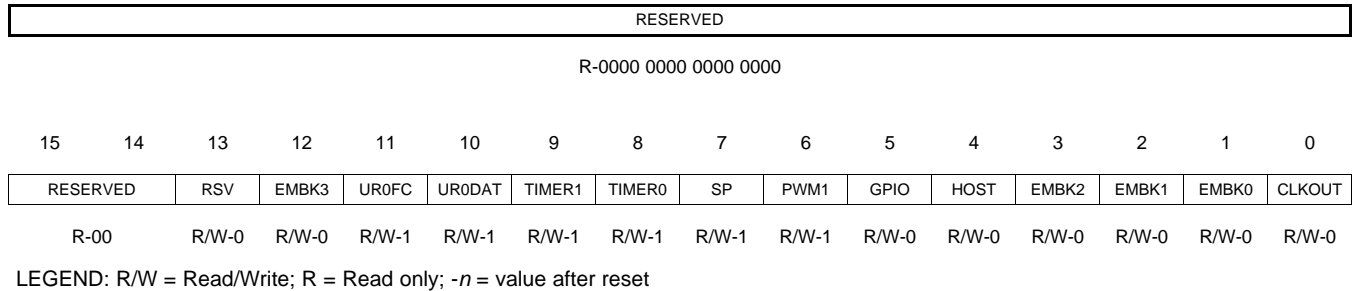 RESERVED
R-0000 0000 0000 0000
15 14 13 12 11 10 9 8 7 6 5 4 3 2 1 0
RESERVED RSV EMBK3 UR0FC UR0DAT TIMER1 TIMER0 SP PWM1 GPIO HOST EMBK2 EMBK1 EMBK0 CLKOUT
R-00 R/W-0 R/W-0 R/W-1 R/W-1 R/W-1 R/W-1 R/W-1 R/W-1 R/W-0 R/W-0 R/W-0 R/W-0 R/W-0 R/W-0
LEGEND: R/W = Read/Write; R = Read only; -n = value after reset